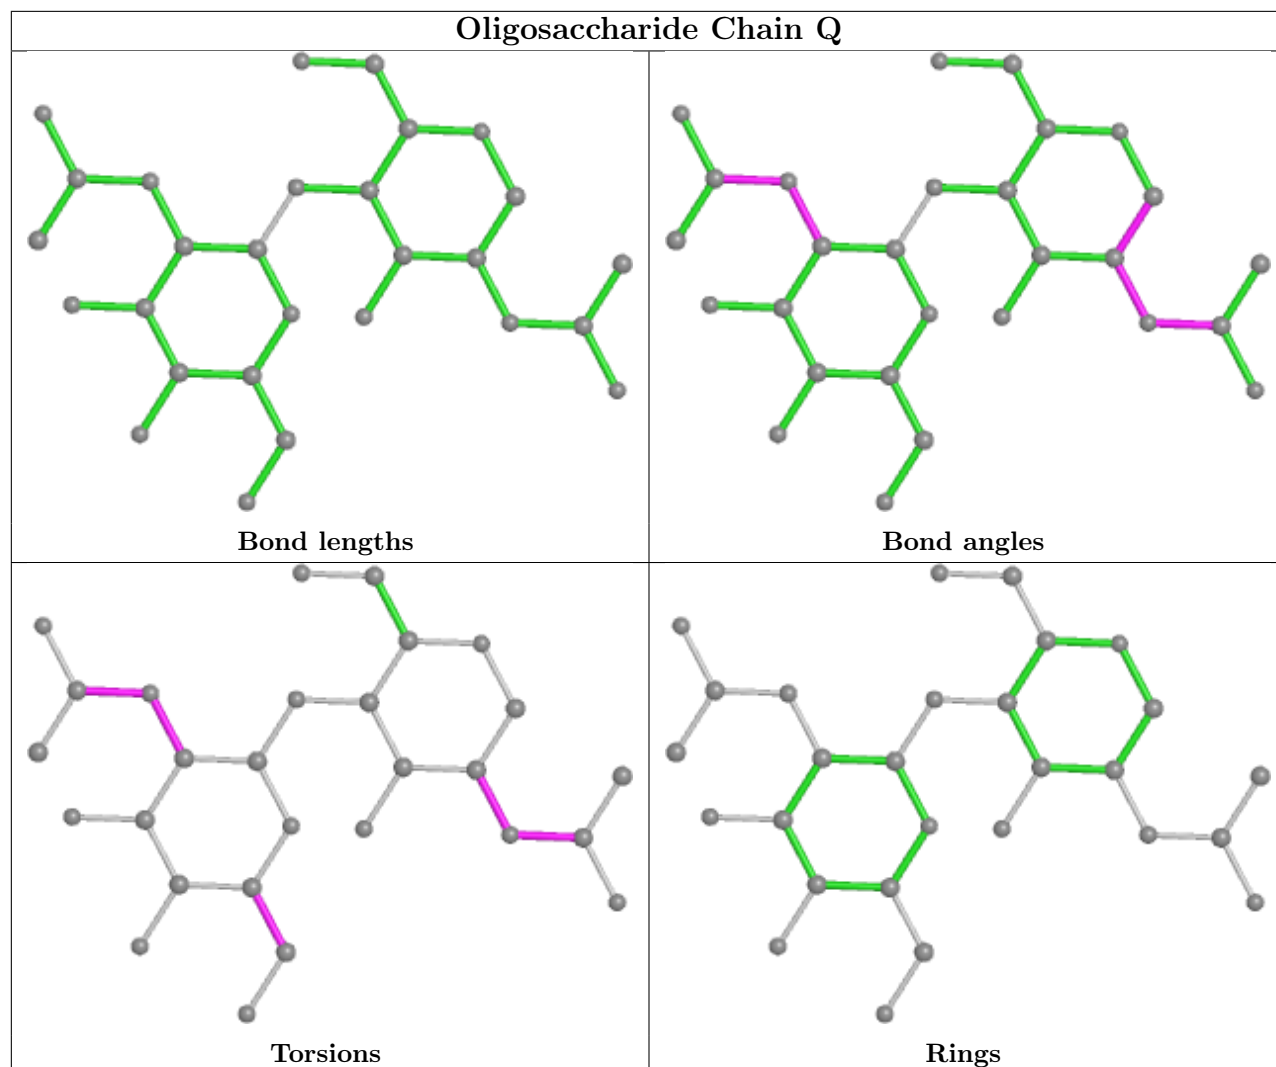 Oligosaccharide Chain Q
Bond lengths
Bond angles
Torsions
Rings